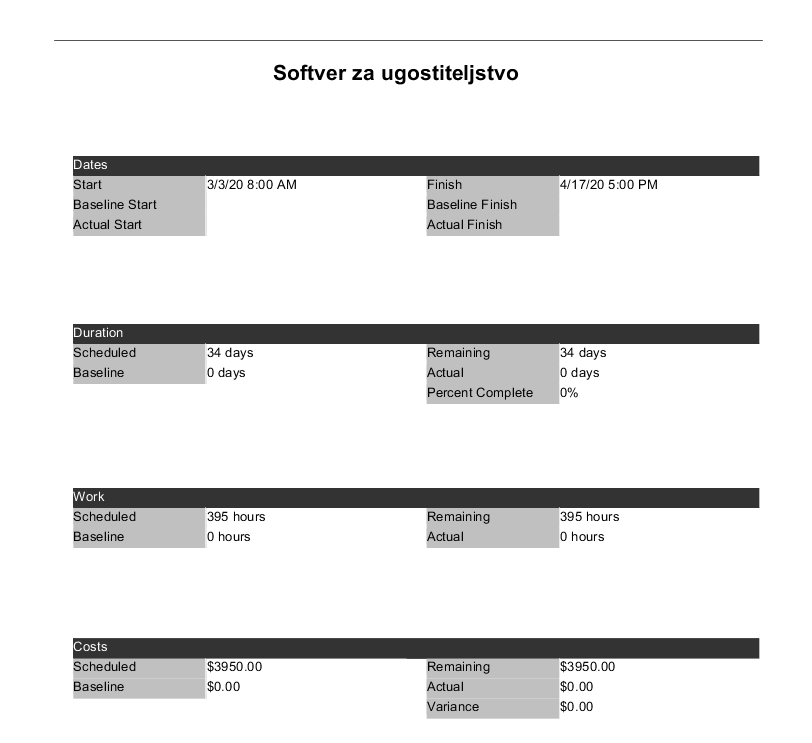 Softver za ugostiteljstvo
Dates
Start 3/3/20 8:00 AM Finish 4/17/20 5:00 PM
Baseline Start Baseline Finish
Actual Start Actual Finish
Duration
Scheduled 34 days Remaining 34 days
Baseline 0 days Actual 0 days
Percent Complete 0%
Work
Scheduled 395 hours Remaining 395 hours
Baseline 0 hours Actual 0 hours
Costs
Scheduled $3950.00 Remaining $3950.00
Baseline $0.00 Actual $0.00
Variance $0.00